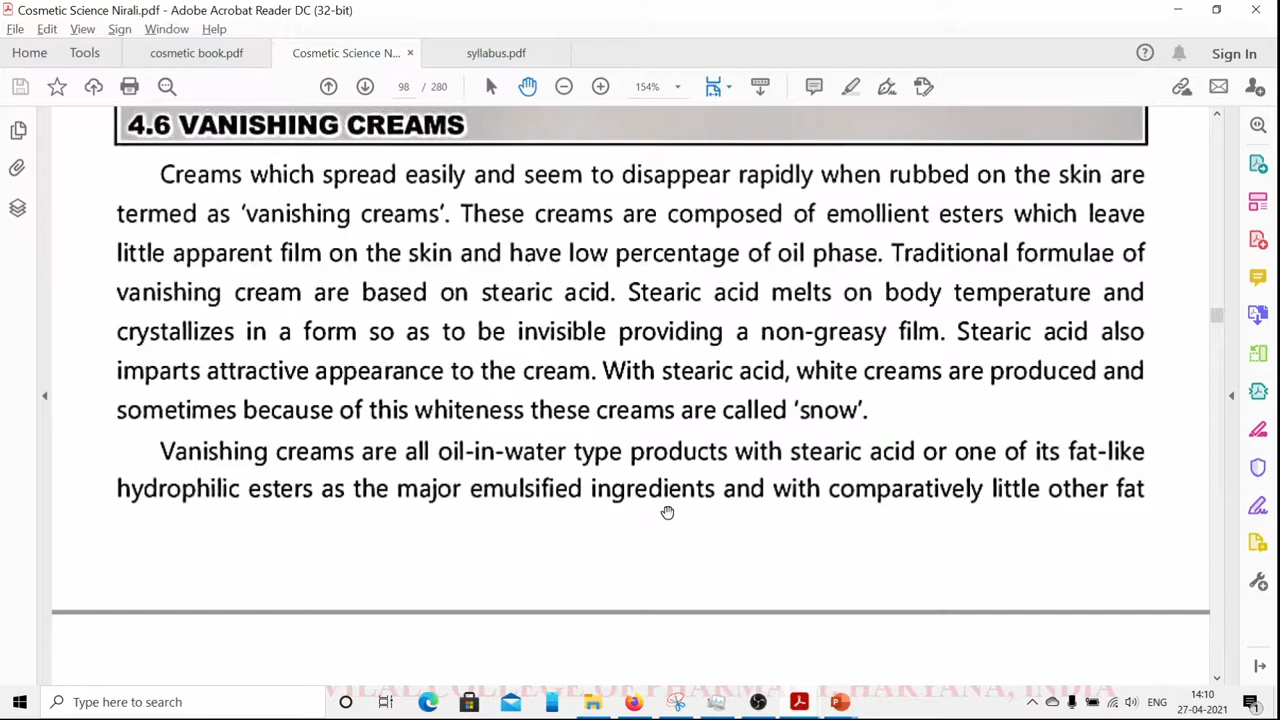 Cosmetic Science Nirali.pdf - Adobe Acrobat Reader DC (32-bit)
File Edit View Sign Window Help
Home Tools cosmetic book.pdf Cosmetic Science N... × syllabus.pdf Sign In
98 / 280 154%
4.6 VANISHING CREAMS
Creams which spread easily and seem to disappear rapidly when rubbed on the skin are
termed as ‘vanishing creams’. These creams are composed of emollient esters which leave
little apparent film on the skin and have low percentage of oil phase. Traditional formulae of
vanishing cream are based on stearic acid. Stearic acid melts on body temperature and
crystallizes in a form so as to be invisible providing a non-greasy film. Stearic acid also
imparts attractive appearance to the cream. With stearic acid, white creams are produced and
sometimes because of this whiteness these creams are called ‘snow’.
Vanishing creams are all oil-in-water type products with stearic acid or one of its fat-like
hydrophilic esters as the major emulsified ingredients and with comparatively little other fat
Type here to search
ENG
14:10
27-04-2021